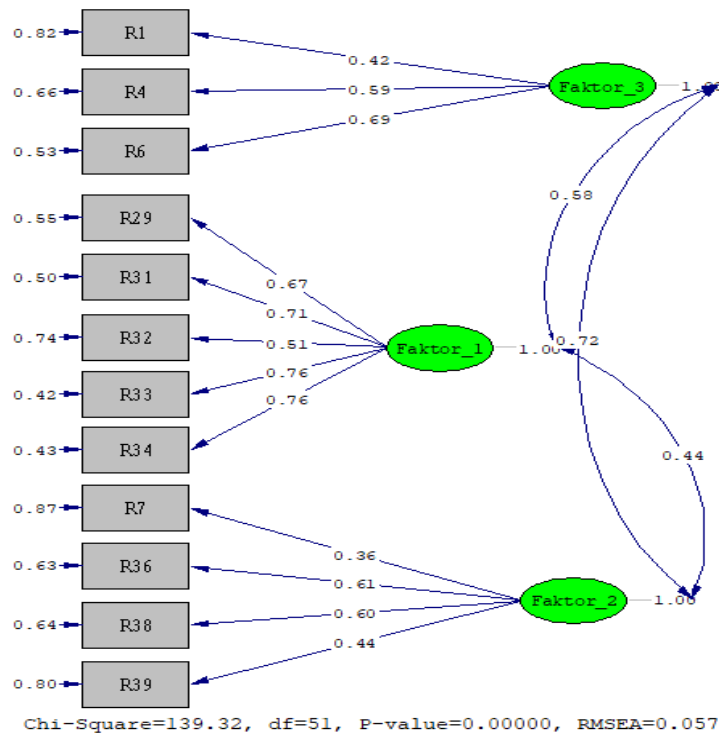 0.82 R1 0.42
0.66 R4 0.59 Faktor_3 1.00
0.53 R6 0.69
0.55 R29 0.58
0.50 R31 0.67
0.71
0.74 R32 0.51 Faktor_1 1.00 0.72
0.42 R33 0.76
0.43 R34 0.76 0.44
0.87 R7 0.36
0.63 R36 0.61 Faktor_2 1.00
0.64 R38 0.60
0.80 R39 0.44
Chi-Square=139.32, df=51, P-value=0.00000, RMSEA=0.057